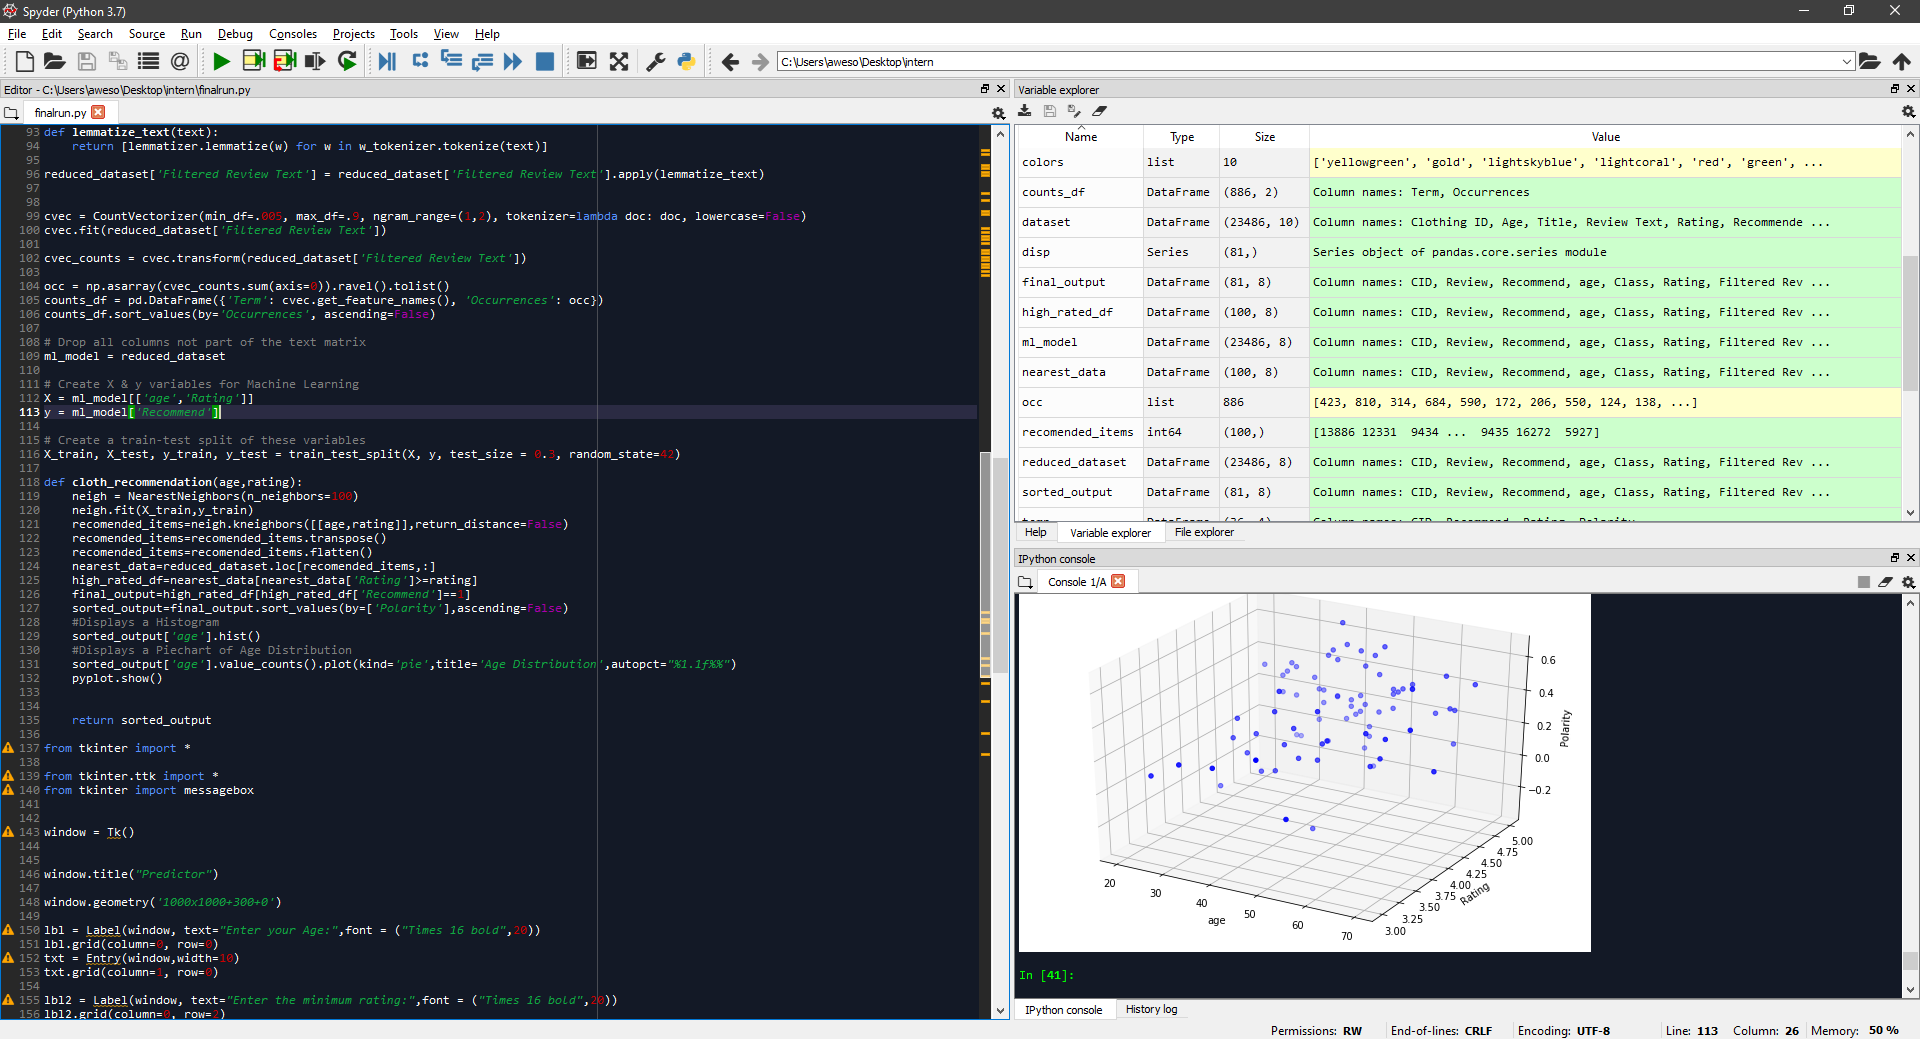 Spyder (Python 3.7)
File Edit Search Source Run Debug Consoles Projects Tools View Help
C:\Users\aweso\Desktop\intern
Editor - C:\Users\aweso\Desktop\intern\finalrun.py
finalrun.py
93 def lemmatize_text(text):
94     return [lemmatizer.lemmatize(w) for w in w_tokenizer.tokenize(text)]
95
96 reduced_dataset['Filtered Review Text'] = reduced_dataset['Filtered Review Text'].apply(lemmatize_text)
97
98
99 cvec = CountVectorizer(min_df=.005, max_df=.9, ngram_range=(1,2), tokenizer=lambda doc: doc, lowercase=False)
100 cvec.fit(reduced_dataset['Filtered Review Text'])
101
102 cvec_counts = cvec.transform(reduced_dataset['Filtered Review Text'])
103
104 occ = np.asarray(cvec_counts.sum(axis=0)).ravel().tolist()
105 counts_df = pd.DataFrame({'Term': cvec.get_feature_names(), 'Occurrences': occ})
106 counts_df.sort_values(by='Occurrences', ascending=False)
107
108 # Drop all columns not part of the text matrix
109 ml_model = reduced_dataset
110
111 # Create X & y variables for Machine Learning
112 X = ml_model[['age','Rating']]
113 y = ml_model['Recommend']
114
115 # Create a train-test split of these variables
116 X_train, X_test, y_train, y_test = train_test_split(X, y, test_size = 0.3, random_state=42)
117
118 def cloth_recommendation(age,rating):
119     neigh = NearestNeighbors(n_neighbors=100)
120     neigh.fit(X_train,y_train)
121     recomended_items=neigh.kneighbors([[age,rating]],return_distance=False)
122     recomended_items=recomended_items.transpose()
123     recomended_items=recomended_items.flatten()
124     nearest_data=reduced_dataset.loc[recomended_items,:]
125     high_rated_df=nearest_data[nearest_data['Rating']>=rating]
126     final_output=high_rated_df[high_rated_df['Recommend']==1]
127     sorted_output=final_output.sort_values(by=['Polarity'],ascending=False)
128     #Displays a Histogram
129     sorted_output['age'].hist()
130     #Displays a Piechart of Age Distribution
131     sorted_output['age'].value_counts().plot(kind='pie',title='Age Distribution',autopct="%1.1f%%")
132     pyplot.show()
133
134
135     return sorted_output
136
137 from tkinter import *
138
139 from tkinter.ttk import *
140 from tkinter import messagebox
141
142
143 window = Tk()
144
145
146 window.title("Predictor")
147
148 window.geometry('1000x1000+300+0')
149
150 lbl = Label(window, text="Enter your Age:",font = ("Times 16 bold",20))
151 lbl.grid(column=0, row=0)
152 txt = Entry(window,width=10)
153 txt.grid(column=1, row=0)
154
155 lbl2 = Label(window, text="Enter the minimum rating:",font = ("Times 16 bold",20))
156 lbl2.grid(column=0, row=2)
Variable explorer
Name Type Size Value
colors list 10 ['yellowgreen', 'gold', 'lightskyblue', 'lightcoral', 'red', 'green', ...
counts_df DataFrame (886, 2) Column names: Term, Occurrences
dataset DataFrame (23486, 10) Column names: Clothing ID, Age, Title, Review Text, Rating, Recommende ...
disp Series (81,) Series object of pandas.core.series module
final_output DataFrame (81, 8) Column names: CID, Review, Recommend, age, Class, Rating, Filtered Rev ...
high_rated_df DataFrame (100, 8) Column names: CID, Review, Recommend, age, Class, Rating, Filtered Rev ...
ml_model DataFrame (23486, 8) Column names: CID, Review, Recommend, age, Class, Rating, Filtered Rev ...
nearest_data DataFrame (100, 8) Column names: CID, Review, Recommend, age, Class, Rating, Filtered Rev ...
occ list 886 [423, 810, 314, 684, 590, 172, 206, 550, 124, 138, ...]
recomended_items int64 (100,) [13886 12331  9434 ...  9435 16272  5927]
reduced_dataset DataFrame (23486, 8) Column names: CID, Review, Recommend, age, Class, Rating, Filtered Rev ...
sorted_output DataFrame (81, 8) Column names: CID, Review, Recommend, age, Class, Rating, Filtered Rev ...
Help Variable explorer File explorer
IPython console
Console 1/A
0.6
0.4
0.2
0.0
−0.2
Polarity
20 30 40 50 60 70
age
3.00 3.25 3.50 3.75 4.00 4.25 4.50 4.75 5.00
Rating
In [41]:
IPython console History log
Permissions: RW End-of-lines: CRLF Encoding: UTF-8 Line: 113 Column: 26 Memory: 50 %